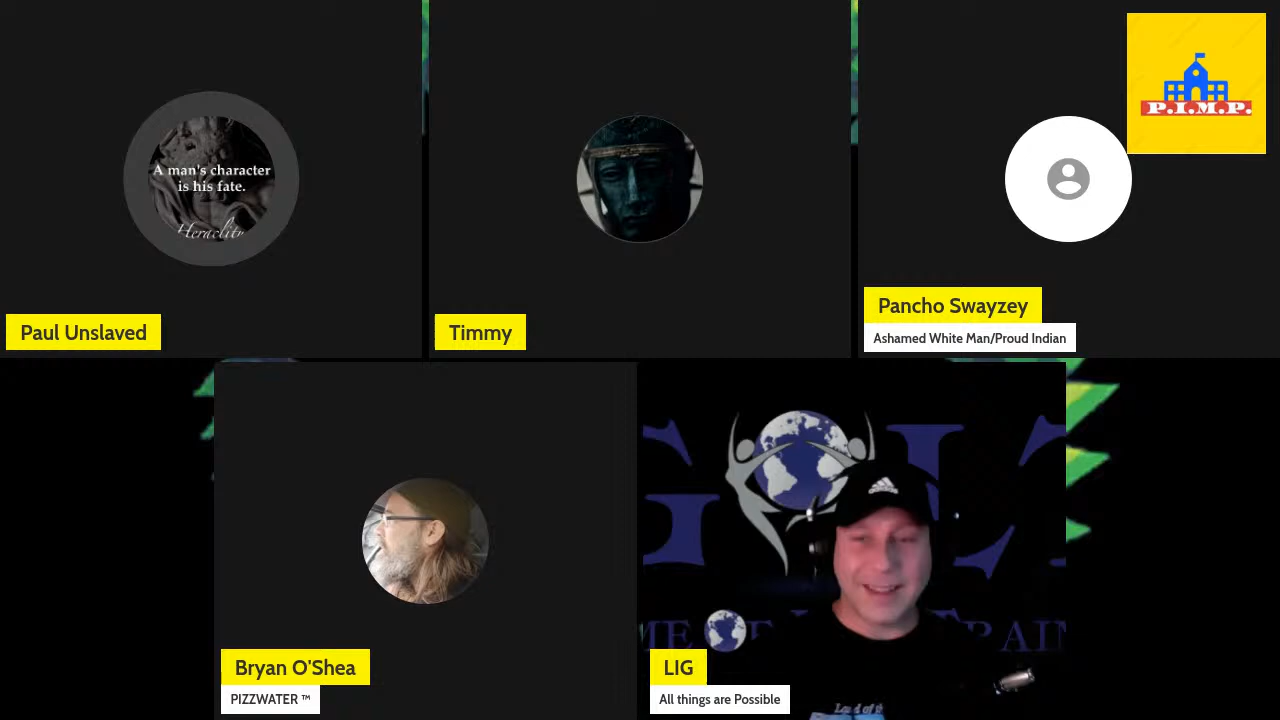 A man's character
is his fate.
Paul Unslaved
Timmy
P.I.M.P.
Pancho Swayzey
Ashamed White Man/Proud Indian
Bryan O'Shea
PIZZWATER ™
LIG
All things are Possible